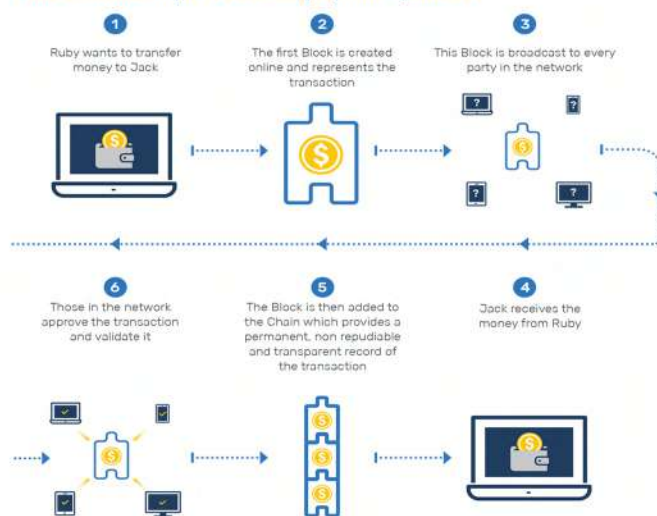 1
Ruby wants to transfer
money to Jack
2
The first Block is created
online and represents the
transaction
3
This Block is broadcast to every
party in the network
$
$
?
?
$
?
?
6
Those in the network
approve the transaction
and validate it
5
The Block is then added to
the Chain which provides a
permanent, non repudiable
and transparent record of
the transaction
4
Jack receives the
money from Ruby
$
$
$
$
$